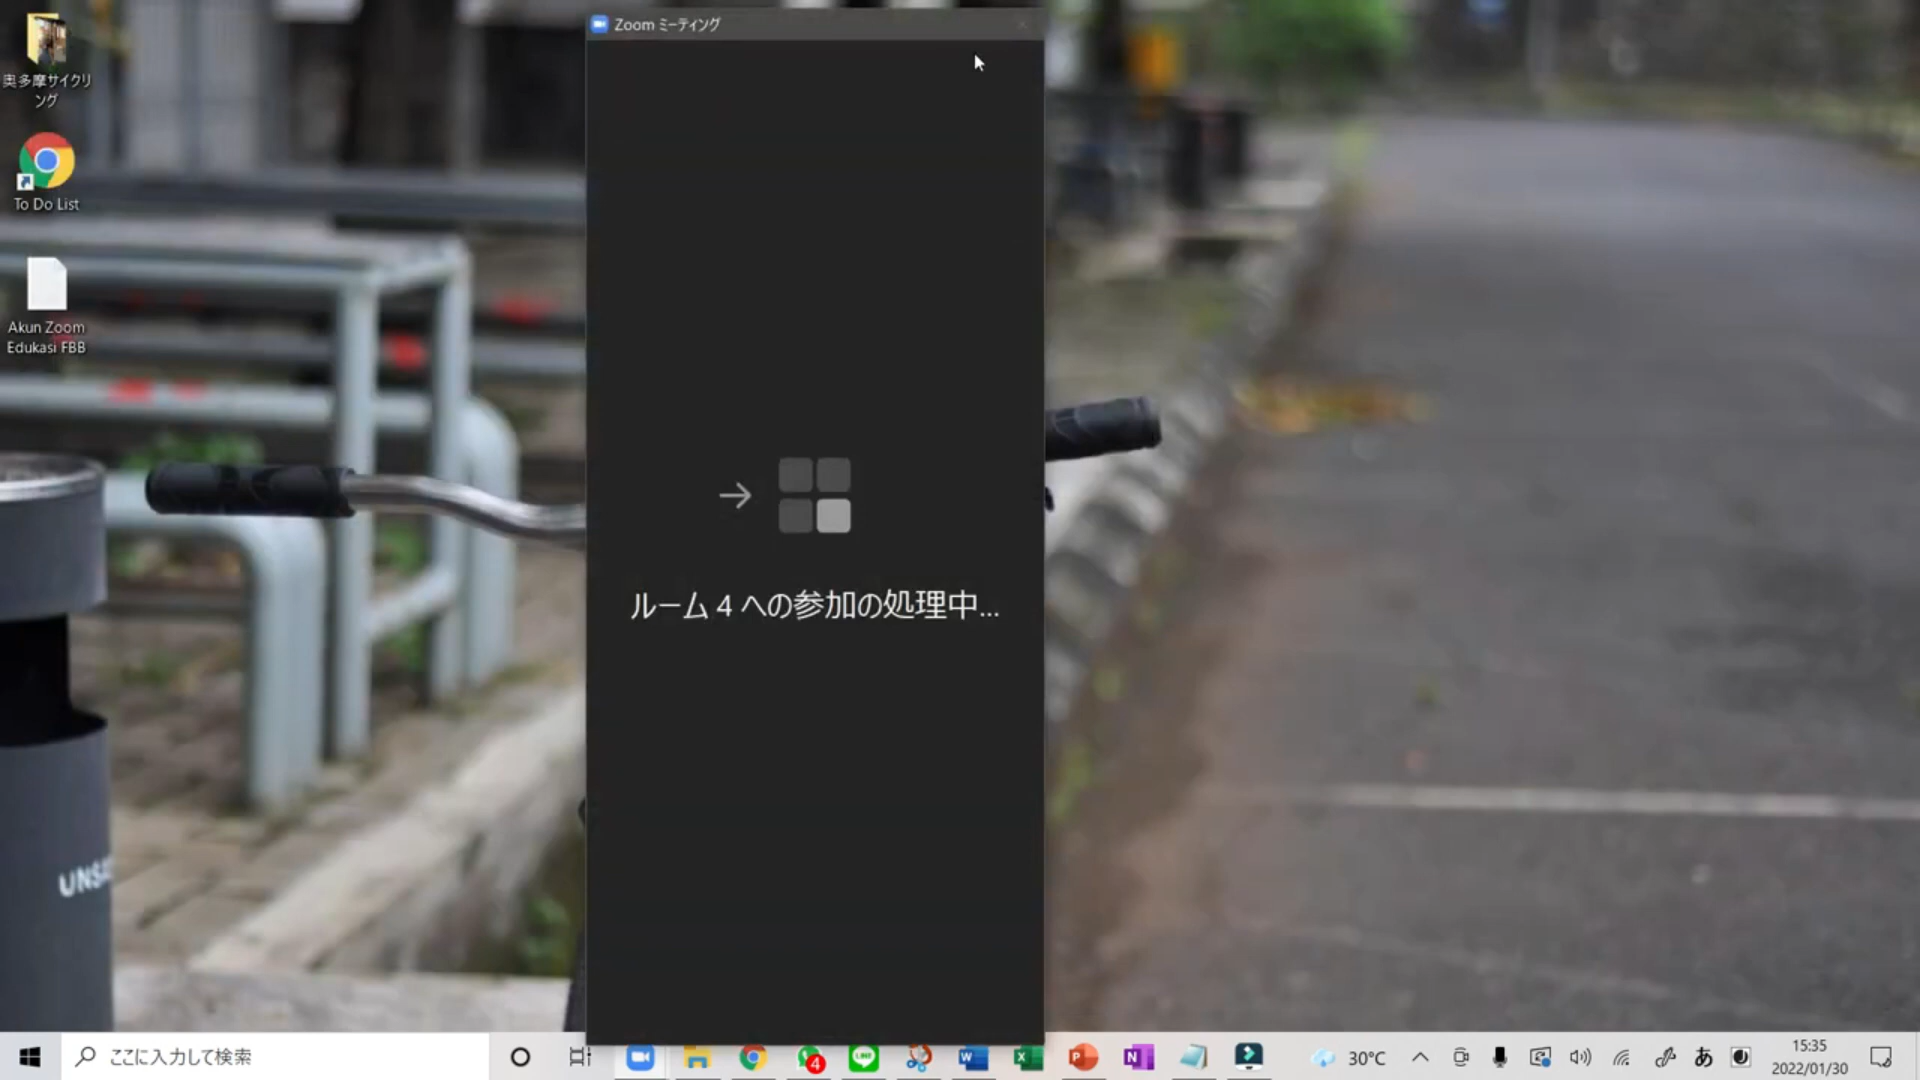 Zoom ミーティング
奥多摩サイクリ
ング
To Do List
Akun Zoom
Edukasi FBB
ルーム 4 への参加の処理中...
UNSA
ここに入力して検索
4
30°C
あ
15:35
2022/01/30